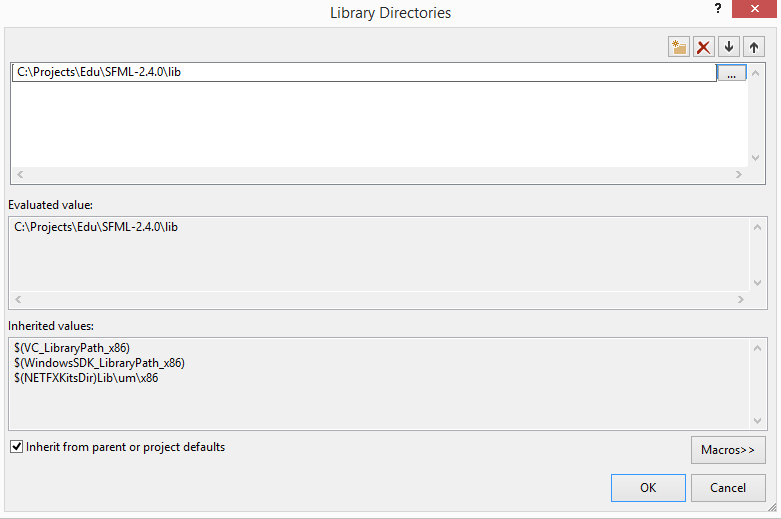 Library Directories
?
C:\Projects\Edu\SFML-2.4.0\lib
...
Evaluated value:
C:\Projects\Edu\SFML-2.4.0\lib
Inherited values:
$(VC_LibraryPath_x86)
$(WindowsSDK_LibraryPath_x86)
$(NETFXKitsDir)Lib\um\x86
Inherit from parent or project defaults
Macros>>
OK
Cancel